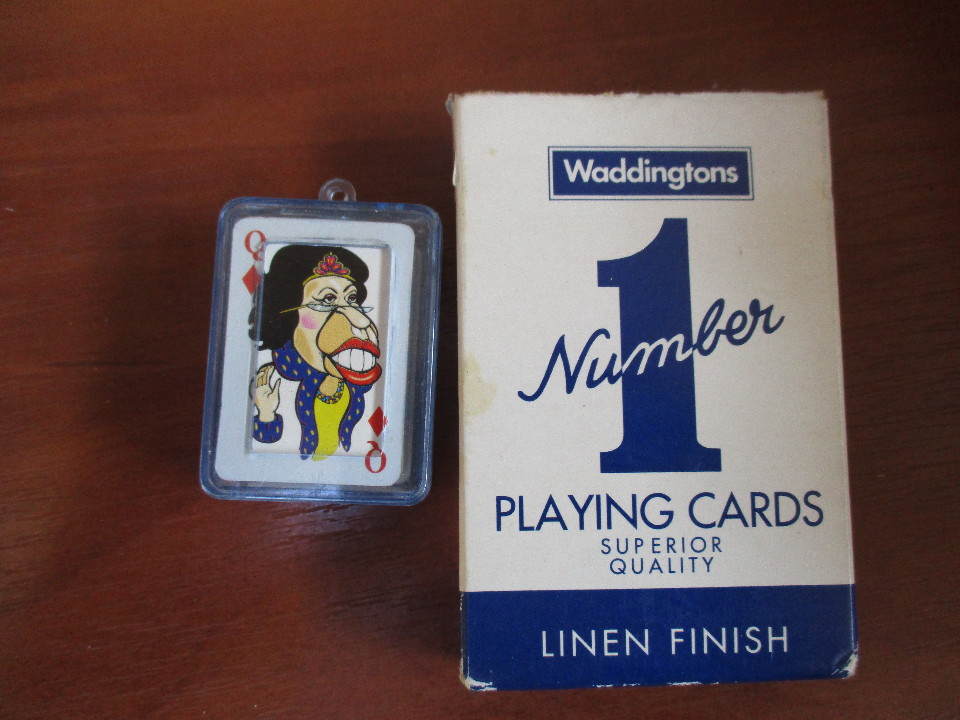 Q
Q
Waddingtons
1
Number
PLAYING CARDS
SUPERIOR
QUALITY
LINEN FINISH